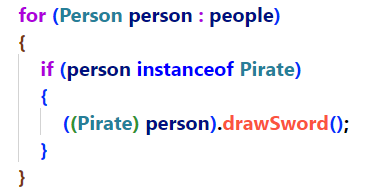 for (Person person : people)
{
if (person instanceof Pirate)
{
((Pirate) person).drawSword();
}
}